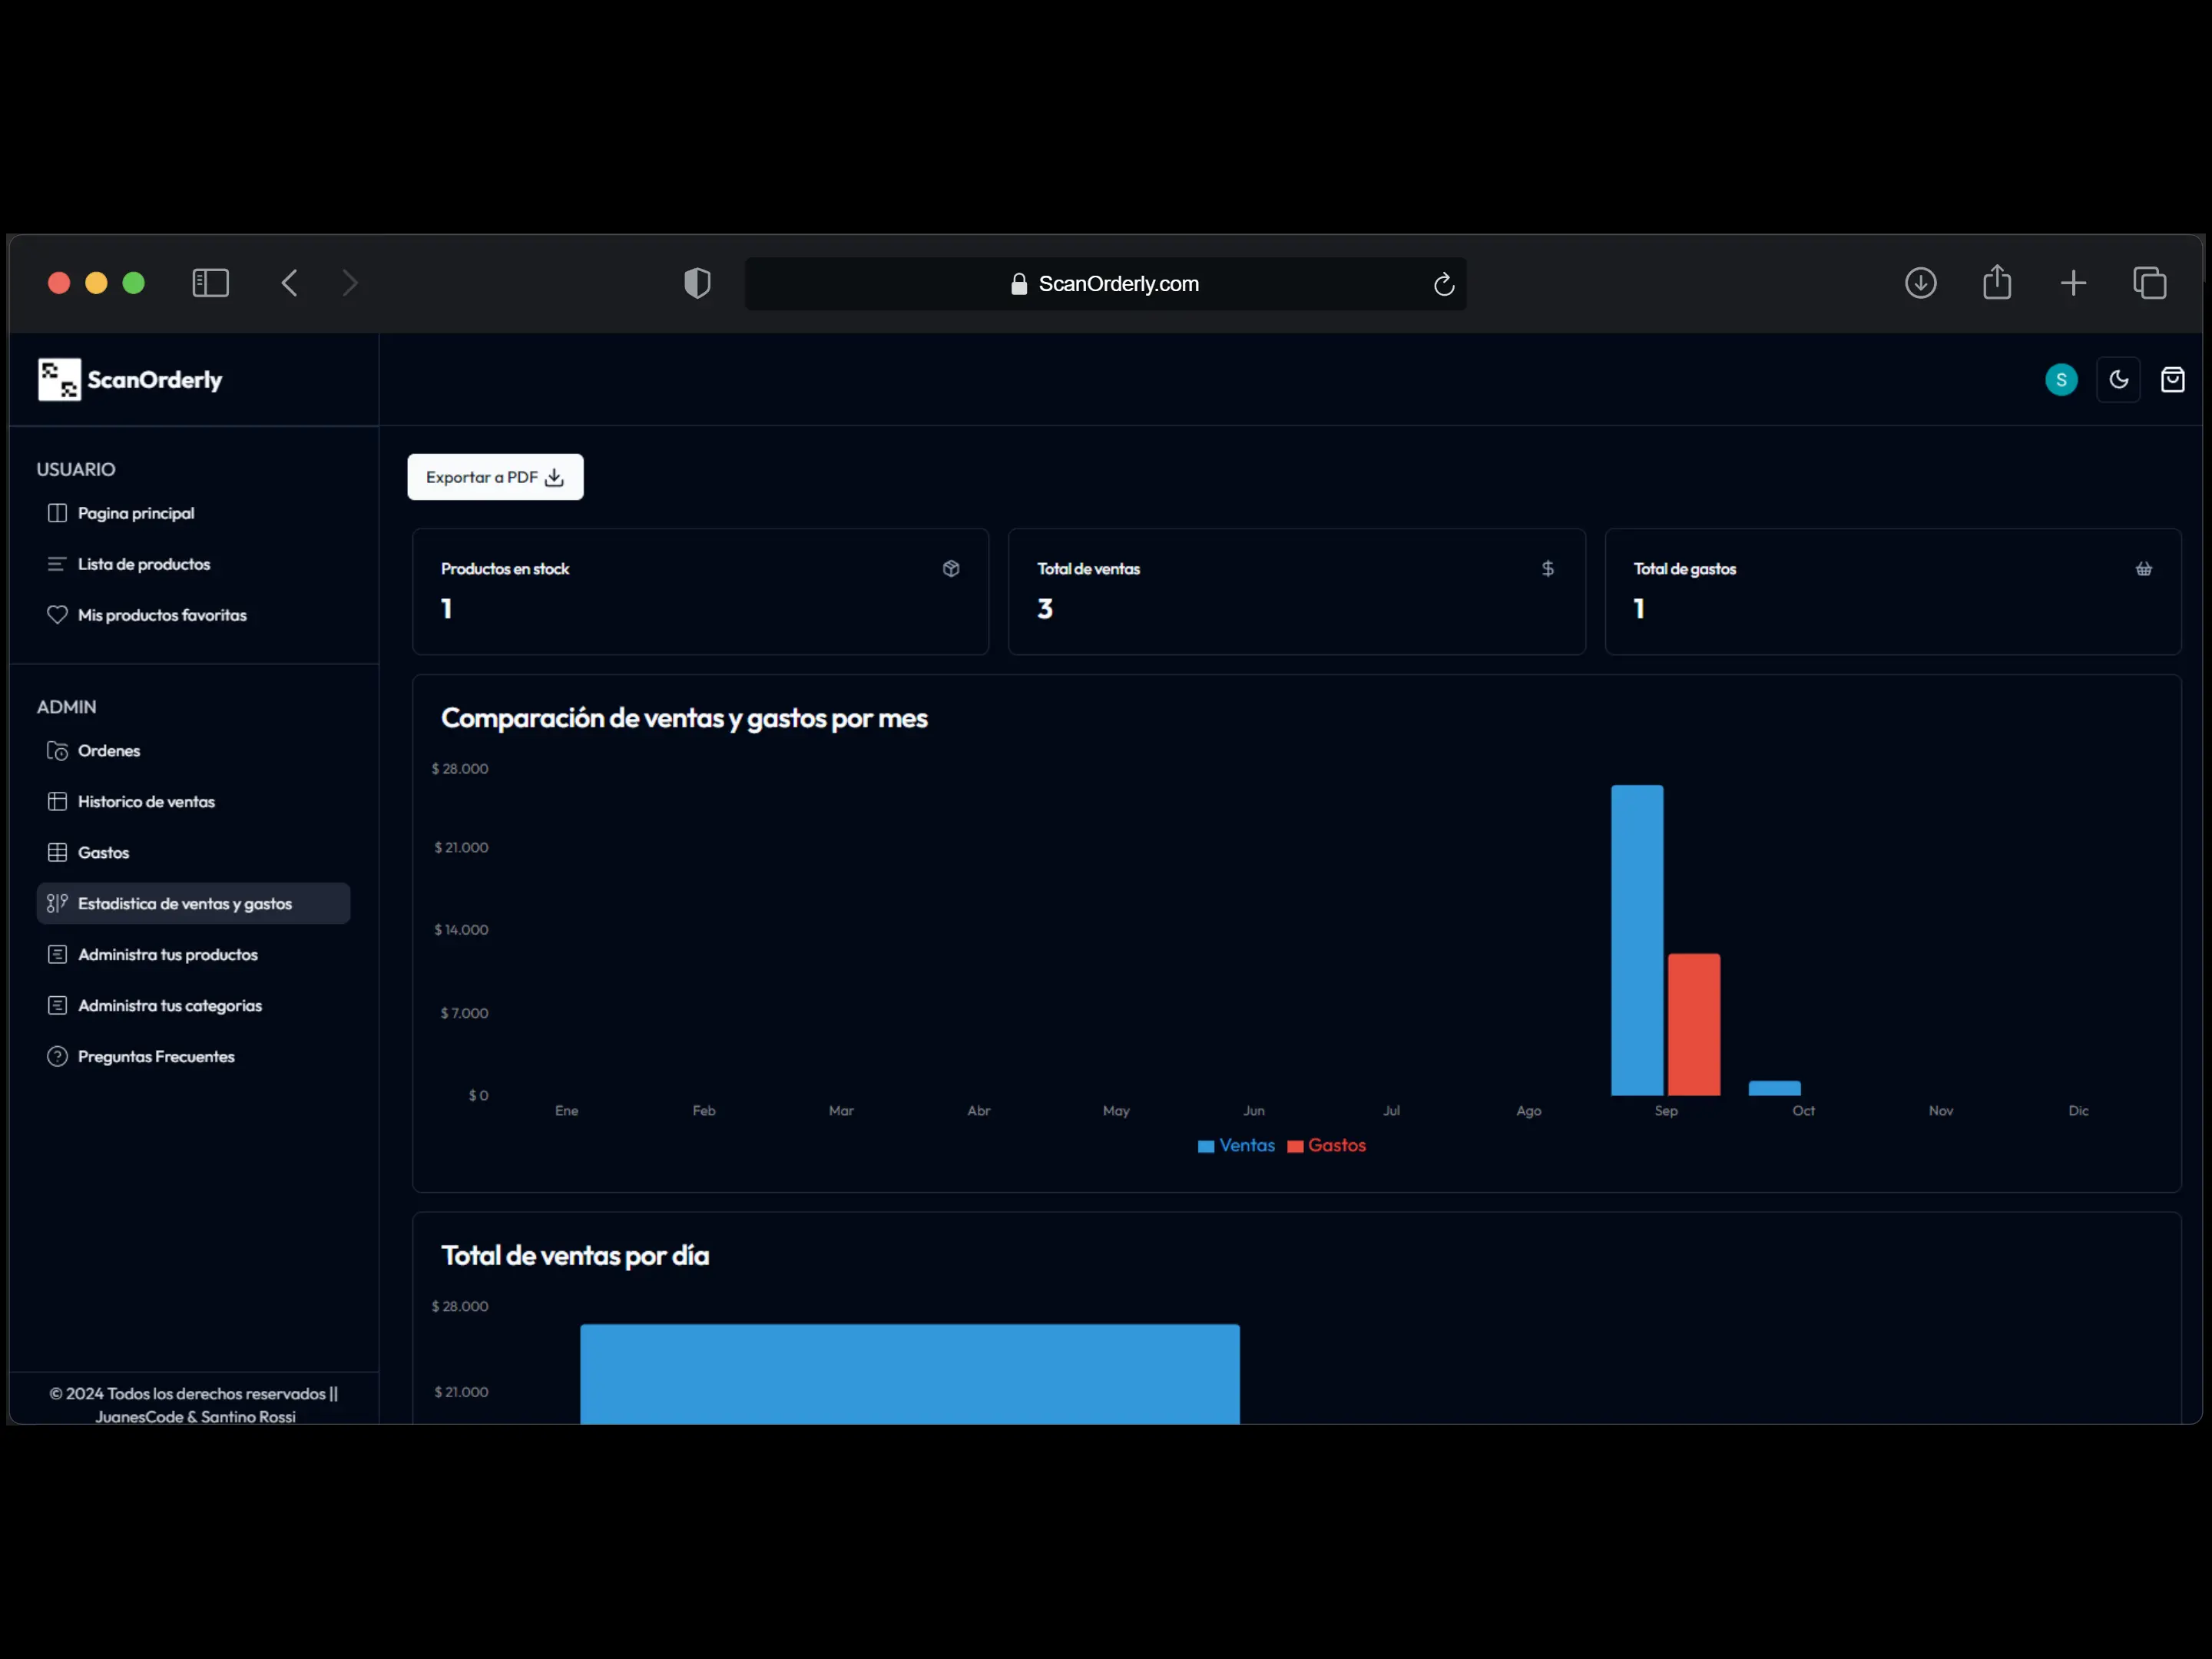 ScanOrderly.com
ScanOrderly
S
USUARIO
Pagina principal
Lista de productos
Mis productos favoritas
ADMIN
Ordenes
Historico de ventas
Gastos
Estadistica de ventas y gastos
Administra tus productos
Administra tus categorias
Preguntas Frecuentes
© 2024 Todos los derechos reservados ||
JuanesCode & Santino Rossi
Exportar a PDF
Productos en stock
1
Total de ventas
$
3
Total de gastos
1
Comparación de ventas y gastos por mes
$ 28.000
$ 21.000
$ 14.000
$ 7.000
$ 0
Ene Feb Mar Abr May Jun Jul Ago Sep Oct Nov Dic
Ventas Gastos
Total de ventas por día
$ 28.000
$ 21.000